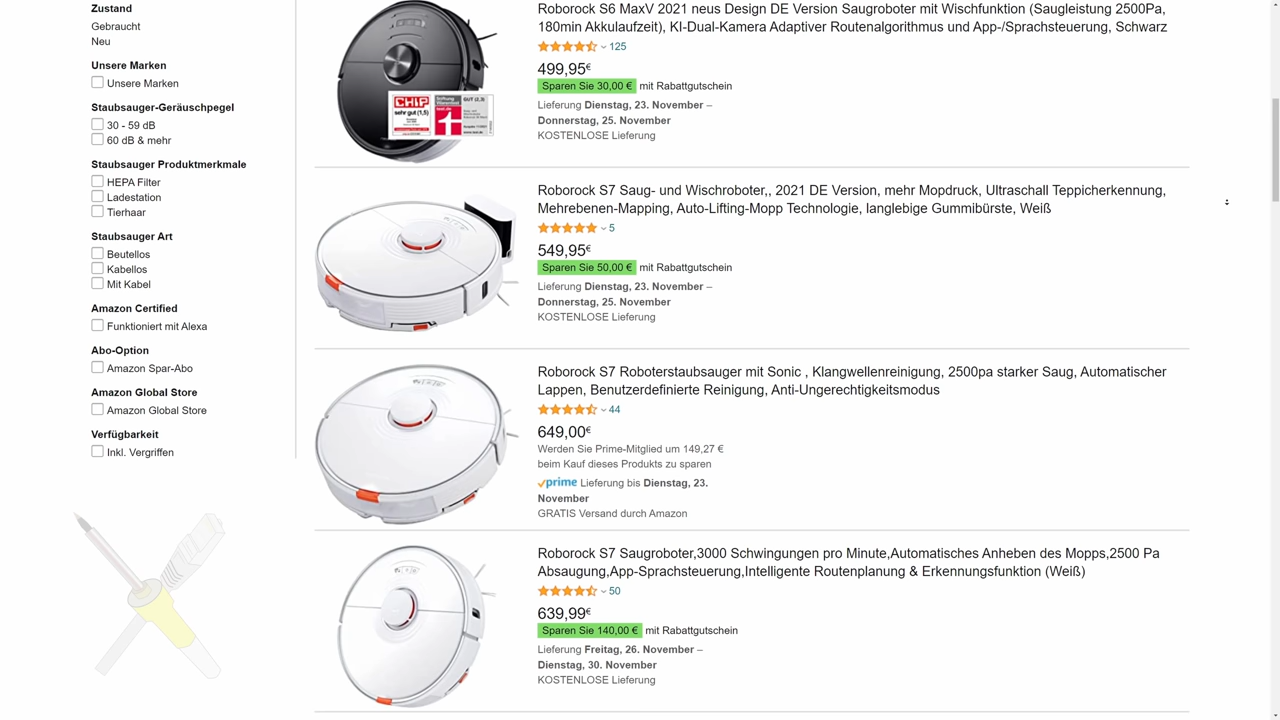 Zustand
Gebraucht
Neu
Unsere Marken
Unsere Marken
Staubsauger-Geräuschpegel
30 - 59 dB
60 dB & mehr
Staubsauger Produktmerkmale
HEPA Filter
Ladestation
Tierhaar
Staubsauger Art
Beutellos
Kabellos
Mit Kabel
Amazon Certified
Funktioniert mit Alexa
Abo-Option
Amazon Spar-Abo
Amazon Global Store
Amazon Global Store
Verfügbarkeit
Inkl. Vergriffen
Roborock S6 MaxV 2021 neus Design DE Version Saugroboter mit Wischfunktion (Saugleistung 2500Pa,
180min Akkulaufzeit), KI-Dual-Kamera Adaptiver Routenalgorithmus und App-/Sprachsteuerung, Schwarz
125
499,95€
Sparen Sie 30,00 € mit Rabattgutschein
Lieferung Dienstag, 23. November –
Donnerstag, 25. November
KOSTENLOSE Lieferung
CHIP
sehr gut (1,5)
GUT (2,3)
Roborock S7 Saug- und Wischroboter,, 2021 DE Version, mehr Mopdruck, Ultraschall Teppicherkennung,
Mehrebenen-Mapping, Auto-Lifting-Mopp Technologie, langlebige Gummibürste, Weiß
5
549,95€
Sparen Sie 50,00 € mit Rabattgutschein
Lieferung Dienstag, 23. November –
Donnerstag, 25. November
KOSTENLOSE Lieferung
Roborock S7 Roboterstaubsauger mit Sonic , Klangwellenreinigung, 2500pa starker Saug, Automatischer
Lappen, Benutzerdefinierte Reinigung, Anti-Ungerechtigkeitsmodus
44
649,00€
Werden Sie Prime-Mitglied um 149,27 €
beim Kauf dieses Produkts zu sparen
prime Lieferung bis Dienstag, 23.
November
GRATIS Versand durch Amazon
Roborock S7 Saugroboter,3000 Schwingungen pro Minute,Automatisches Anheben des Mopps,2500 Pa
Absaugung,App-Sprachsteuerung,Intelligente Routenplanung & Erkennungsfunktion (Weiß)
50
639,99€
Sparen Sie 140,00 € mit Rabattgutschein
Lieferung Freitag, 26. November –
Dienstag, 30. November
KOSTENLOSE Lieferung